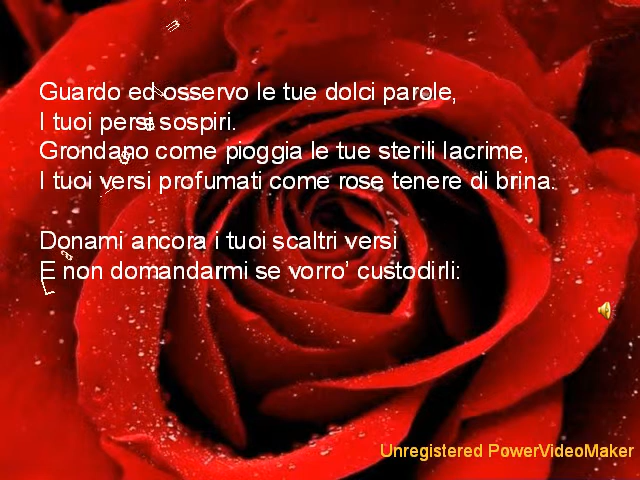 Guardo ed osservo le tue dolci parole,
I tuoi persi sospiri.
Grondano come pioggia le tue sterili lacrime,
I tuoi versi profumati come rose tenere di brina.
Donami ancora i tuoi scaltri versi
E non domandarmi se vorro' custodirli:
Unregistered PowerVideoMaker